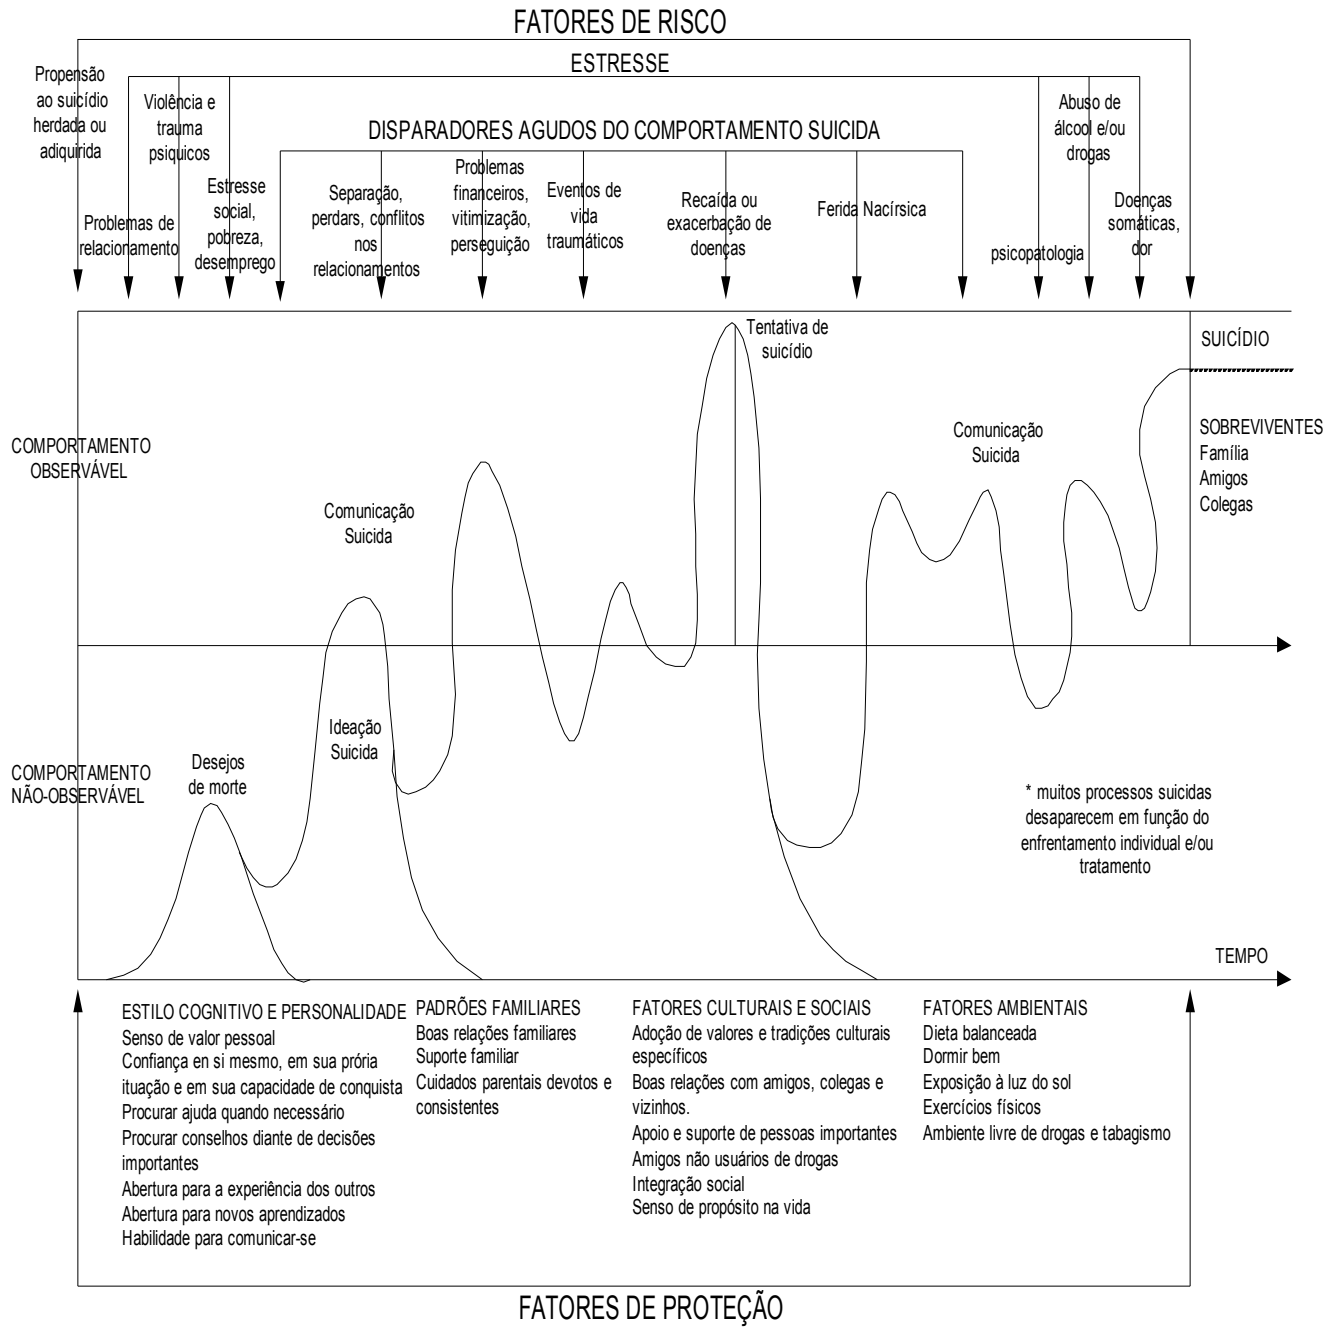 FATORES DE RISCO
ESTRESSE
Propensão
ao suicídio
herdada ou
adiquirida
Violência e
trauma
psiquicos
Abuso de
álcool e/ou
drogas
DISPARADORES AGUDOS DO COMPORTAMENTO SUICIDA
Problemas de
relacionamento
Estresse
social,
pobreza,
desemprego
Separação,
perdars, conflitos
nos
relacionamentos
Problemas
financeiros,
vitimização,
perseguição
Eventos de
vida
traumáticos
Recaída ou
exacerbação de
doenças
Ferida Nacírsica
psicopatologia
Doenças
somáticas,
dor
Tentativa de
suicídio
SUICÍDIO
COMPORTAMENTO
OBSERVÁVEL
Comunicação
Suicida
Comunicação
Suicida
SOBREVIVENTES
Família
Amigos
Colegas
COMPORTAMENTO
NÃO-OBSERVÁVEL
Desejos
de morte
Ideação
Suicida
* muitos processos suicidas
desaparecem em função do
enfrentamento individual e/ou
tratamento
TEMPO
ESTILO COGNITIVO E PERSONALIDADE
Senso de valor pessoal
Confiança en si mesmo, em sua prória
ituação e em sua capacidade de conquista
Procurar ajuda quando necessário
Procurar conselhos diante de decisões
importantes
Abertura para a experiência dos outros
Abertura para novos aprendizados
Habilidade para comunicar-se
PADRÕES FAMILIARES
Boas relações familiares
Suporte familiar
Cuidados parentais devotos e
consistentes
FATORES CULTURAIS E SOCIAIS
Adoção de valores e tradições culturais
específicos
Boas relações com amigos, colegas e
vizinhos.
Apoio e suporte de pessoas importantes
Amigos não usuários de drogas
Integração social
Senso de propósito na vida
FATORES AMBIENTAIS
Dieta balanceada
Dormir bem
Exposição à luz do sol
Exercícios físicos
Ambiente livre de drogas e tabagismo
FATORES DE PROTEÇÃO